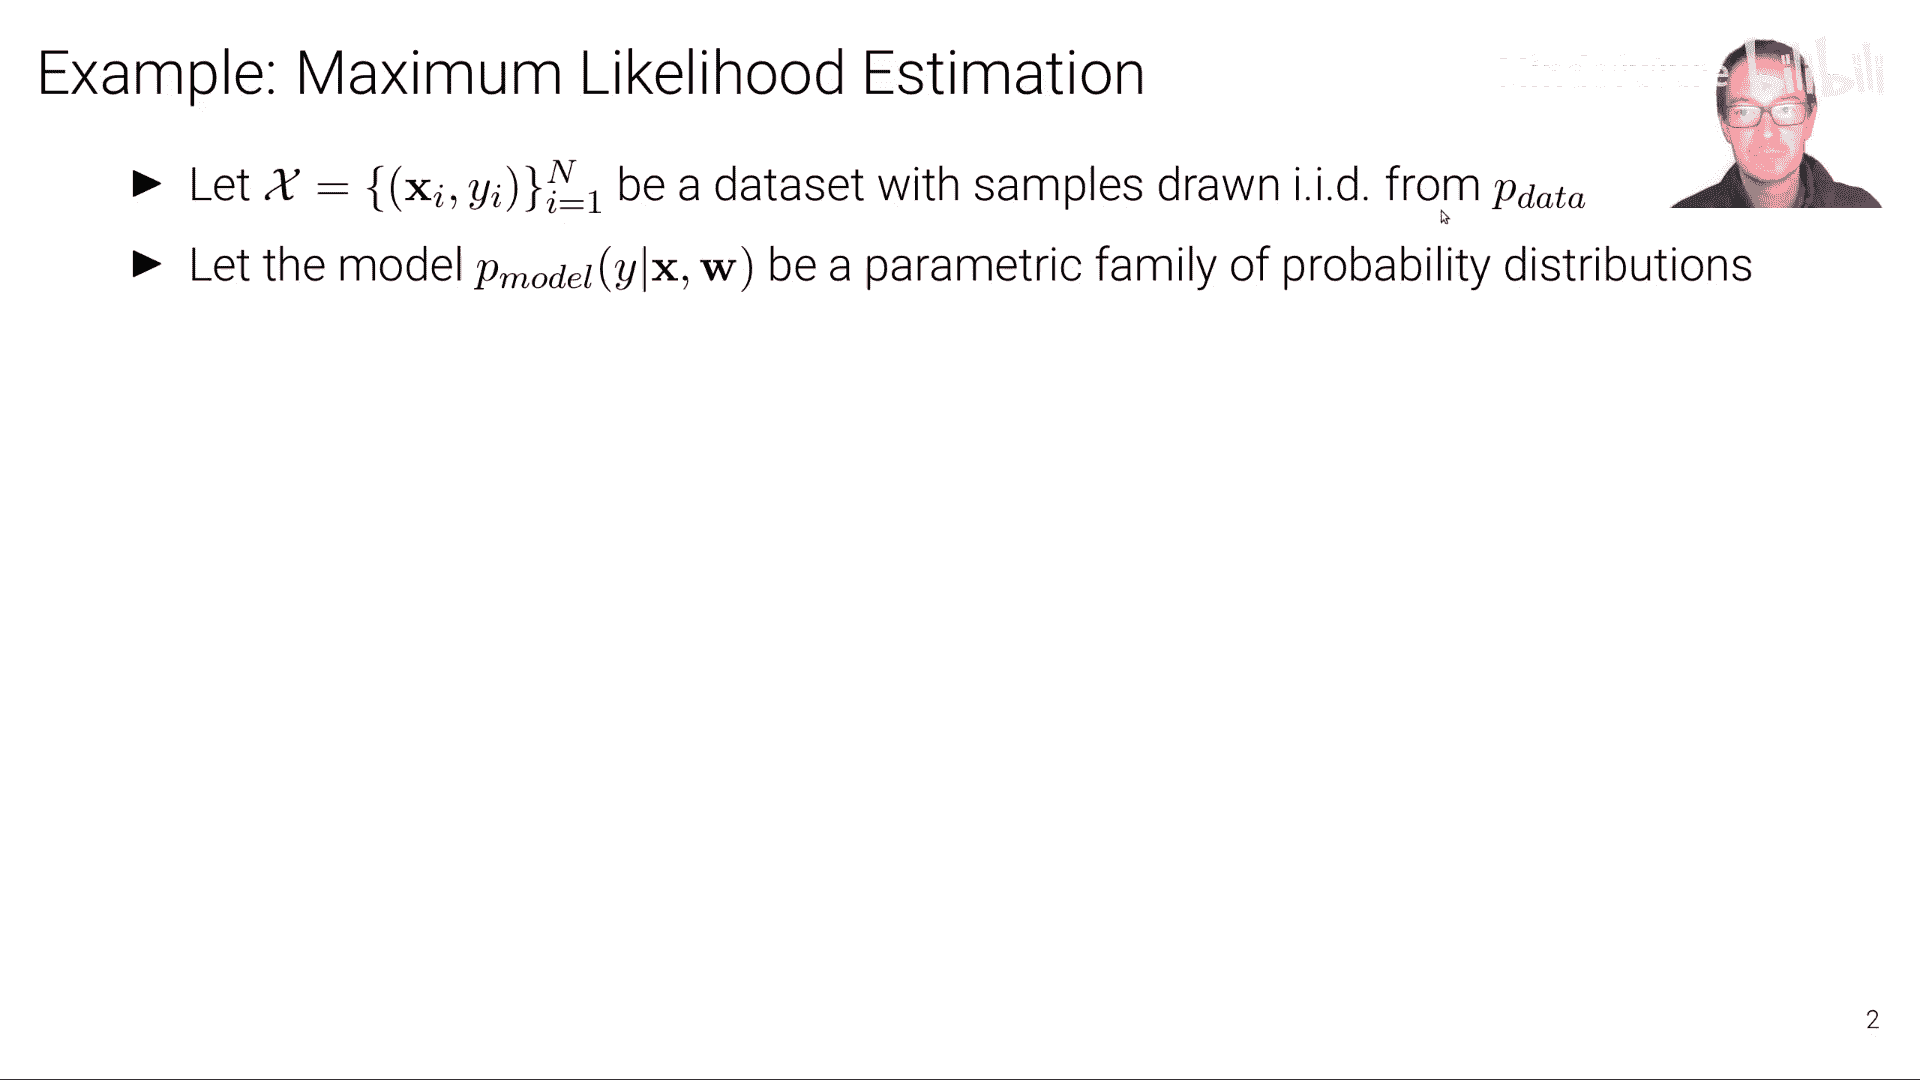 Example: Maximum Likelihood Estimation
▶ Let 𝒳 = {(𝐱ᵢ, yᵢ)}ᵢ₌₁ᴺ be a dataset with samples drawn i.i.d. from p_data
▶ Let the model p_model(y|𝐱, 𝐰) be a parametric family of probability distributions
2